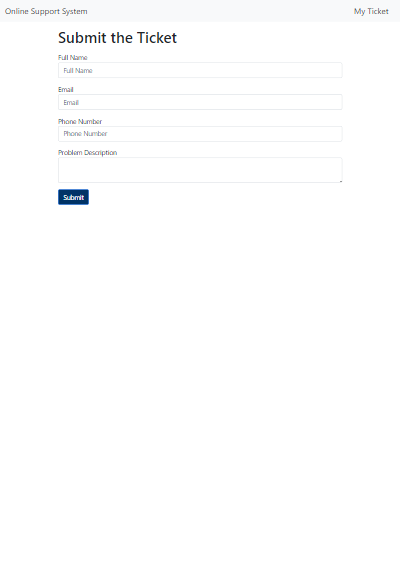 Online Support System
My Ticket
Submit the Ticket
Full Name
Full Name
Email
Email
Phone Number
Phone Number
Problem Description
Submit